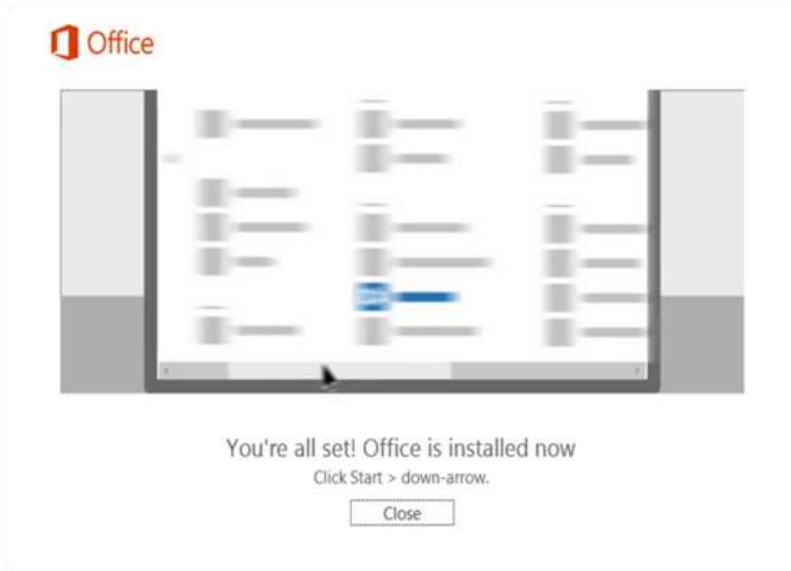 Office
You're all set! Office is installed now
Click Start > down-arrow.
Close